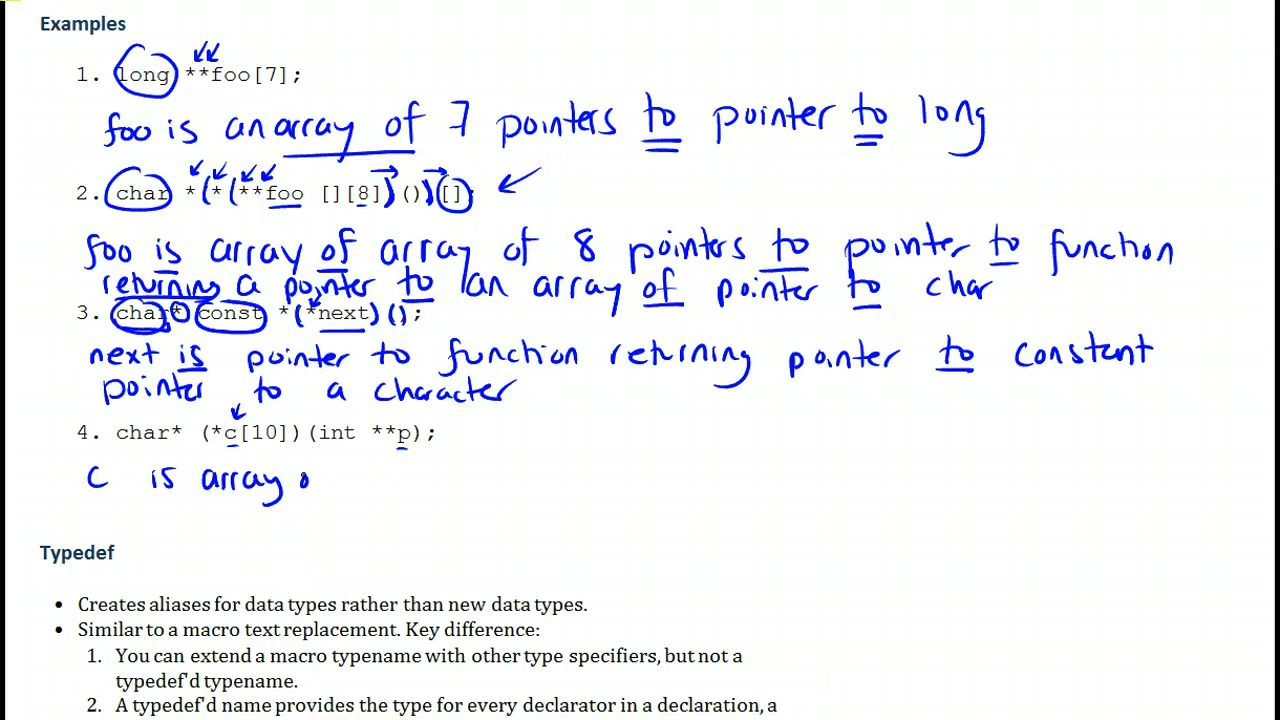 Examples
1. long **foo[7];
foo is an array of 7 pointers to pointer to long
2. char *(*(**foo [][8])())[];
foo is array of array of 8 pointers to pointer to function
returning a pointer to an array of pointer to char
3. char* const *(*next)();
next is pointer to function returning pointer to constant
pointer to a character
4. char* (*c[10])(int **p);
c is array
Typedef
• Creates aliases for data types rather than new data types.
• Similar to a macro text replacement. Key difference:
1. You can extend a macro typename with other type specifiers, but not a
typedef'd typename.
2. A typedef'd name provides the type for every declarator in a declaration, a